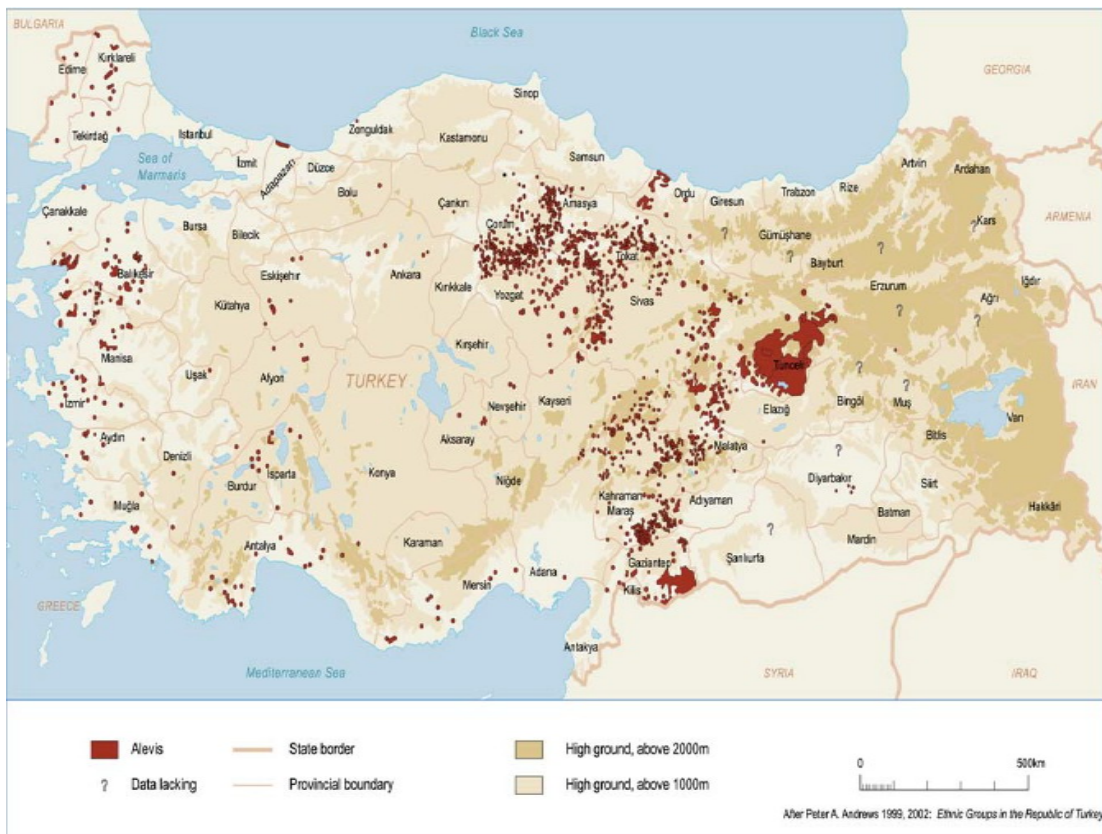 BULGARIA
Black Sea
GEORGIA
Kırklareli
Edirne
Sinop
Tekirdağ
Istanbul
Zonguldak
Kastamonu
Sea of
Marmaris
İzmit
Adapazarı
Düzce
Samsun
Artvin
Ardahan
Bolu
Ordu
Giresun
Trabzon
Rize
Çanakkale
Çankırı
Amasya
Kars
ARMENIA
Bursa
Bilecik
Çorum
?
Gümüşhane
?
?
?
Balıkesir
Eskişehir
Ankara
Tokat
Bayburt
Kırıkkale
Erzurum
Iğdır
Kütahya
Yozgat
Sivas
Ağrı
?
?
Manisa
Kırşehir
Uşak
Afyon
TURKEY
Tuncek
?
IRAN
İzmir
Nevşehir
Kayseri
Elazığ
Bingöl
Muş
?
Van
Aydın
Aksaray
Malatya
Bitlis
Denizli
Isparta
Konya
?
Burdur
Niğde
Diyarbakır
Siirt
Muğla
Kahraman
Maraş
Adıyaman
Batman
Hakkâri
Antalya
Karaman
?
Mardin
Gaziantep
Şanlıurfa
Adana
Mersin
Kilis
GREECE
Antakya
Mediterranean Sea
SYRIA
IRAQ
Alevis
State border
High ground, above 2000m
? Data lacking
Provincial boundary
High ground, above 1000m
0 500km
After Peter A. Andrews 1999, 2002: Ethnic Groups in the Republic of Turkey